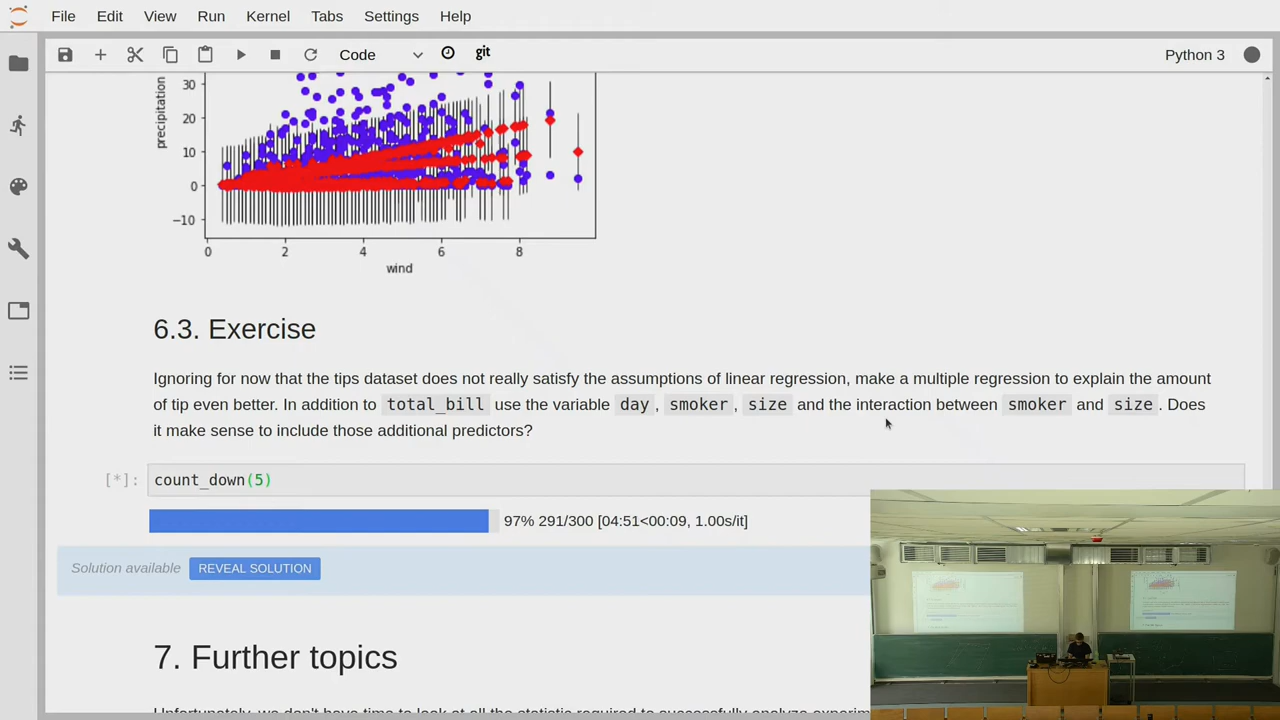 File Edit View Run Kernel Tabs Settings Help
Code git Python 3
precipitation
30
20
10
0
−10
0 2 4 6 8
wind
6.3. Exercise
Ignoring for now that the tips dataset does not really satisfy the assumptions of linear regression, make a multiple regression to explain the amount
of tip even better. In addition to total_bill use the variable day, smoker, size and the interaction between smoker and size. Does
it make sense to include those additional predictors?
[*]: count_down(5)
97% 291/300 [04:51<00:09, 1.00s/it]
Solution available REVEAL SOLUTION
7. Further topics